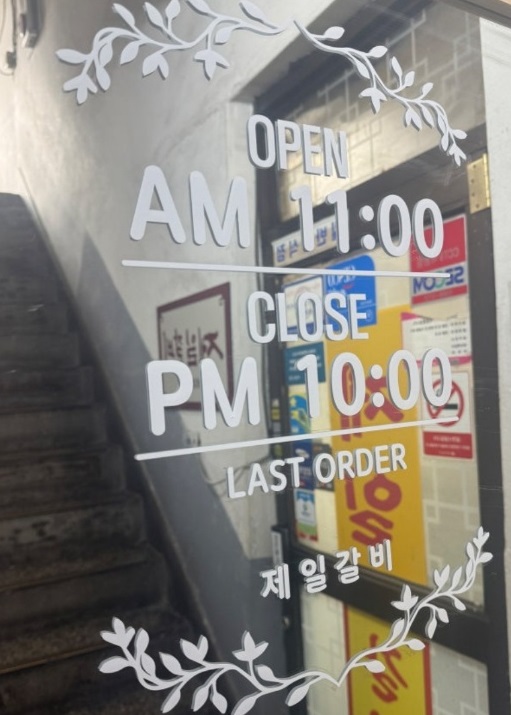 OPEN
AM 11:00
CLOSE
PM 10:00
LAST ORDER
제일갈비